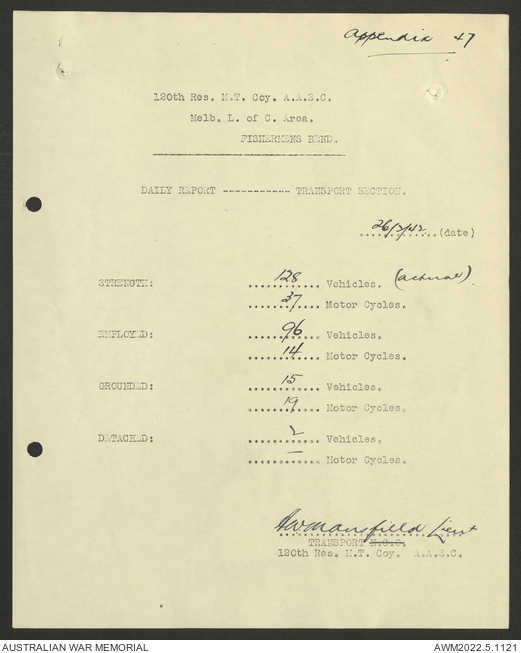 Appendix 47
120th Res. M.T. Coy. A.A.S.C.
Melb. L. of C. Area.
FISHERMENS BEND.
DAILY REPORT ------------ TRANSPORT SECTION.
26/2/42 (date)
STRENGTH: 128 Vehicles. (actual)
37 Motor Cycles.
EMPLOYED: 96 Vehicles.
14 Motor Cycles.
GROUNDED: 15 Vehicles.
19 Motor Cycles.
DETACHED: 2 Vehicles.
— Motor Cycles.
Mansfield Lieut
TRANSPORT N.C.O.
120th Res. M.T. Coy. A.A.S.C.
AUSTRALIAN WAR MEMORIAL AWM2022.5.1121